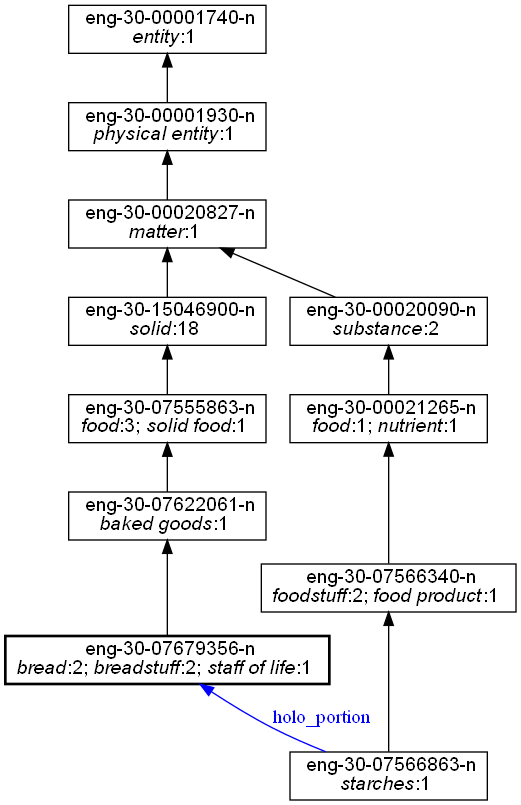 eng-30-00001740-n
entity:1
eng-30-00001930-n
physical entity:1
eng-30-00020827-n
matter:1
eng-30-15046900-n
solid:18
eng-30-00020090-n
substance:2
eng-30-07555863-n
food:3; solid food:1
eng-30-00021265-n
food:1; nutrient:1
eng-30-07622061-n
baked goods:1
eng-30-07566340-n
foodstuff:2; food product:1
eng-30-07679356-n
bread:2; breadstuff:2; staff of life:1
holo_portion
eng-30-07566863-n
starches:1